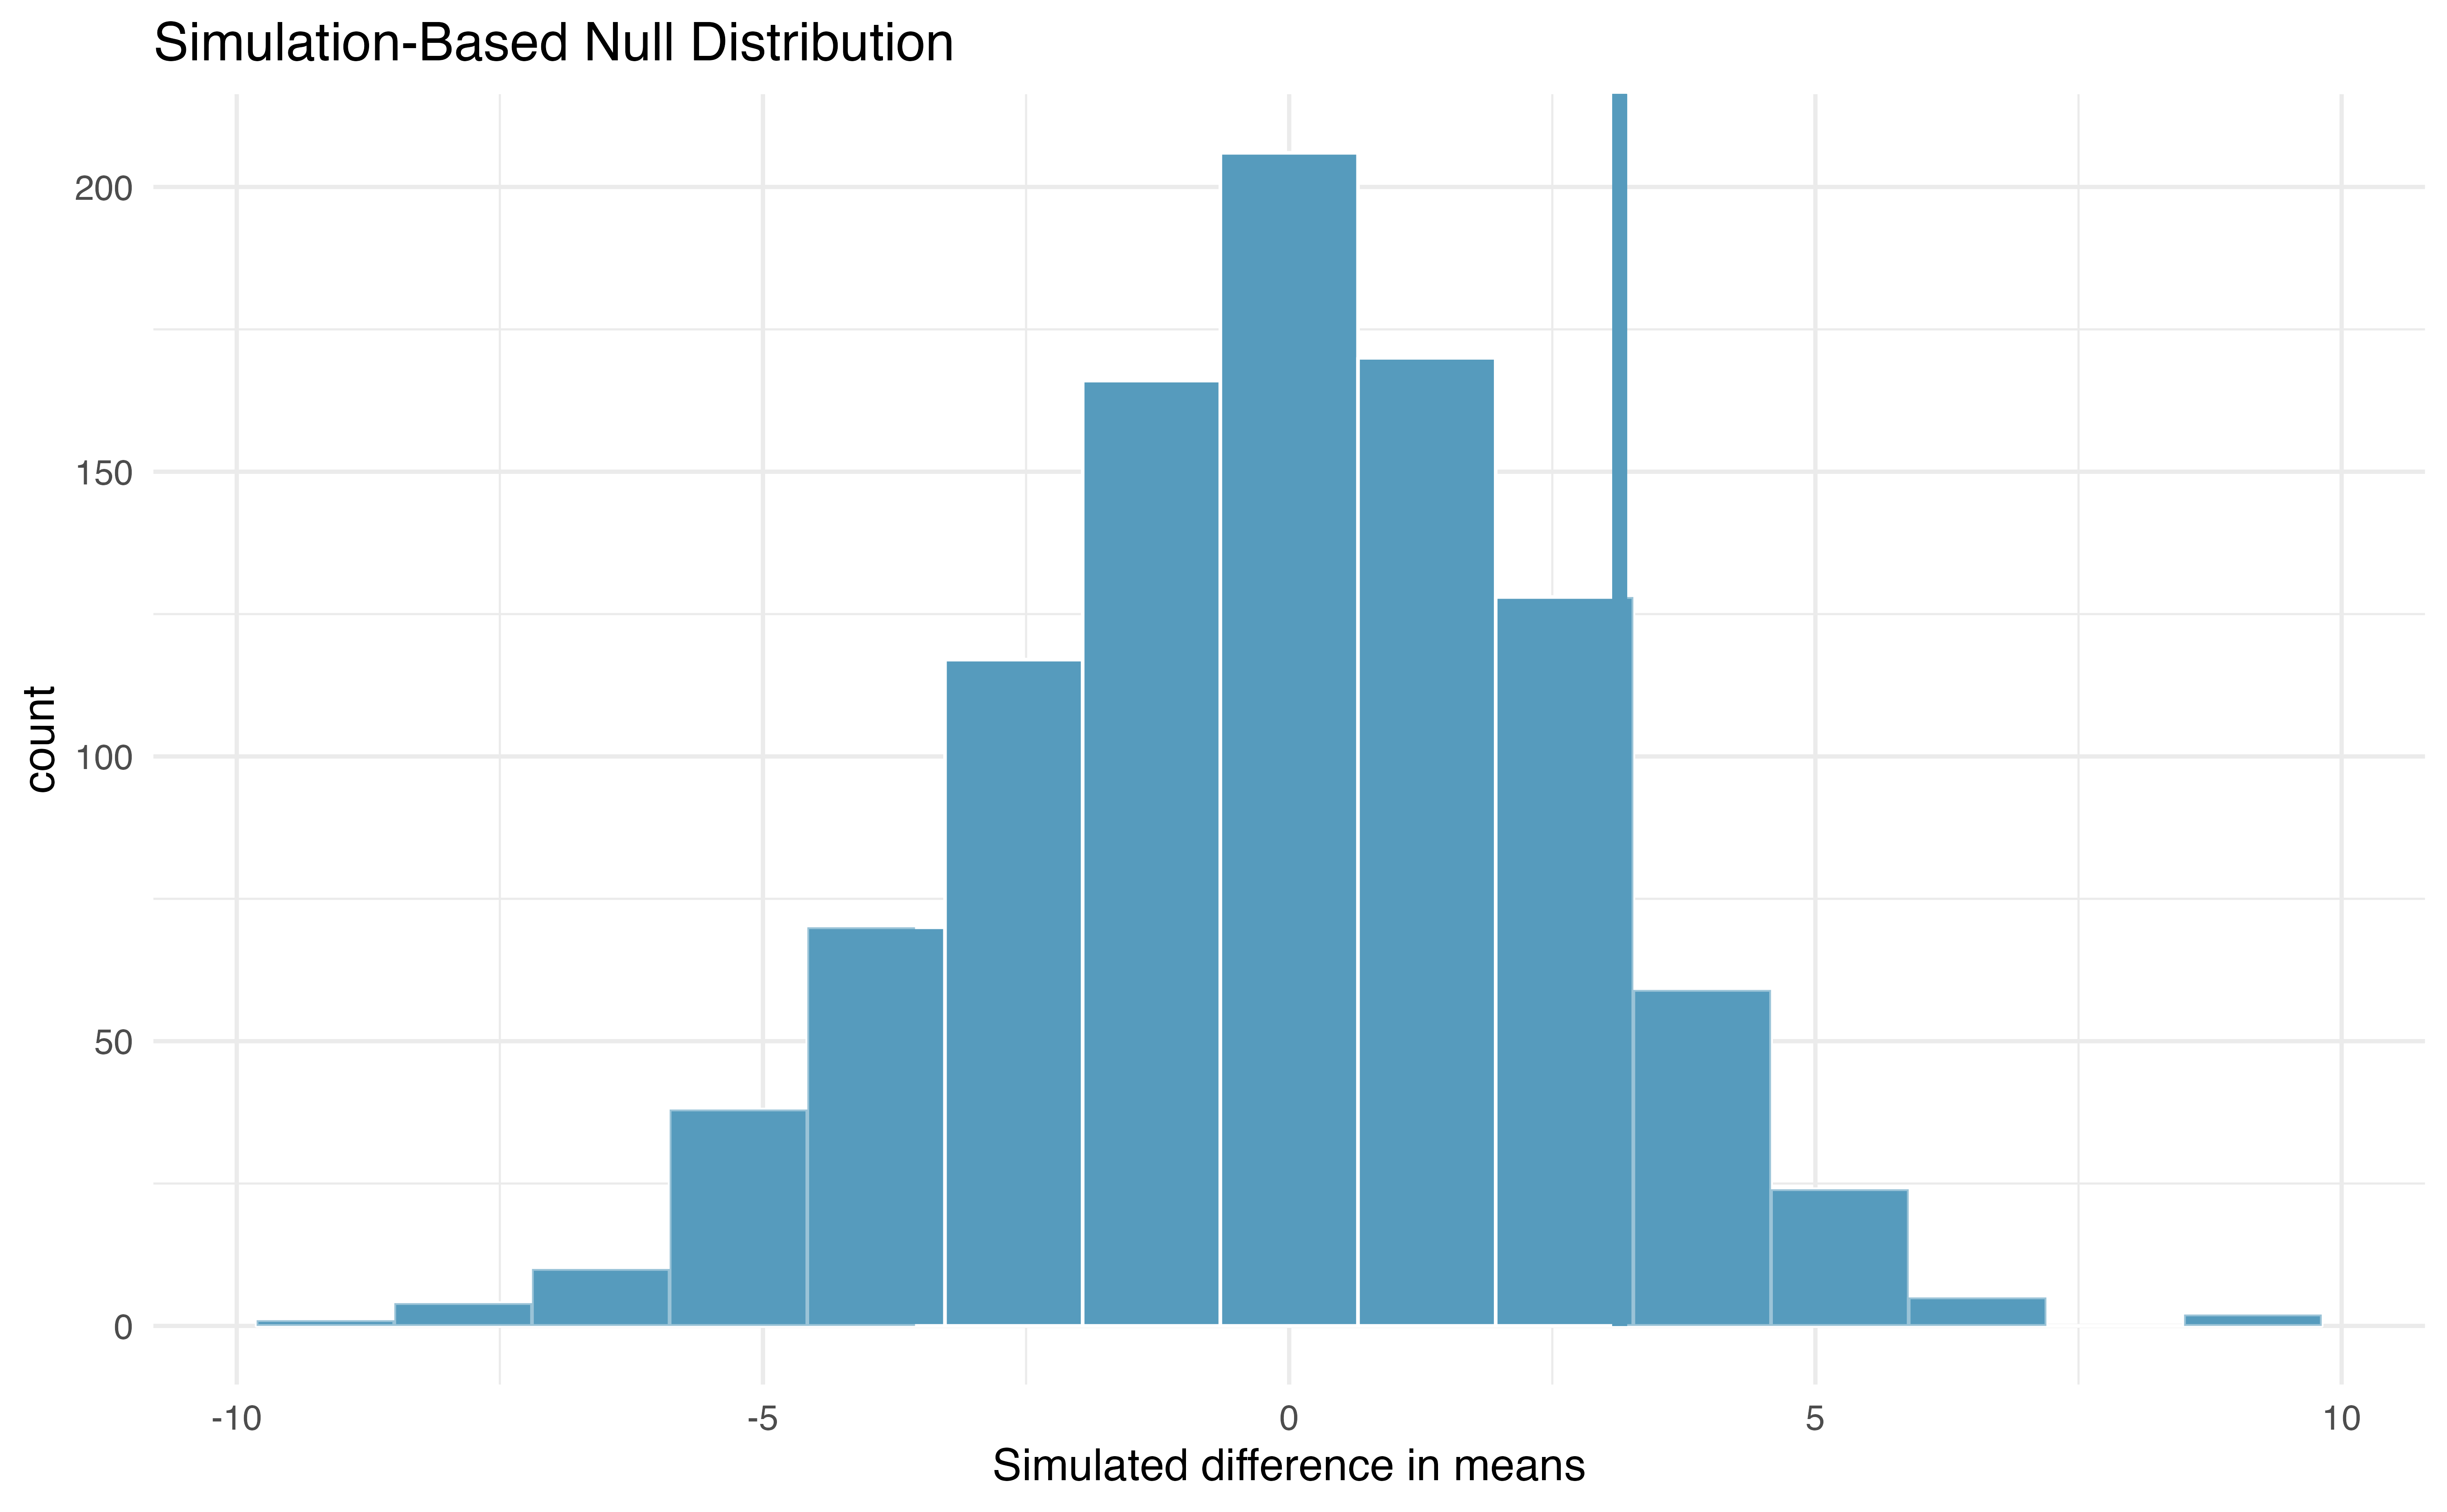 Simulation-Based Null Distribution
count
200
150
100
50
0
-10 -5 0 5 10
Simulated difference in means